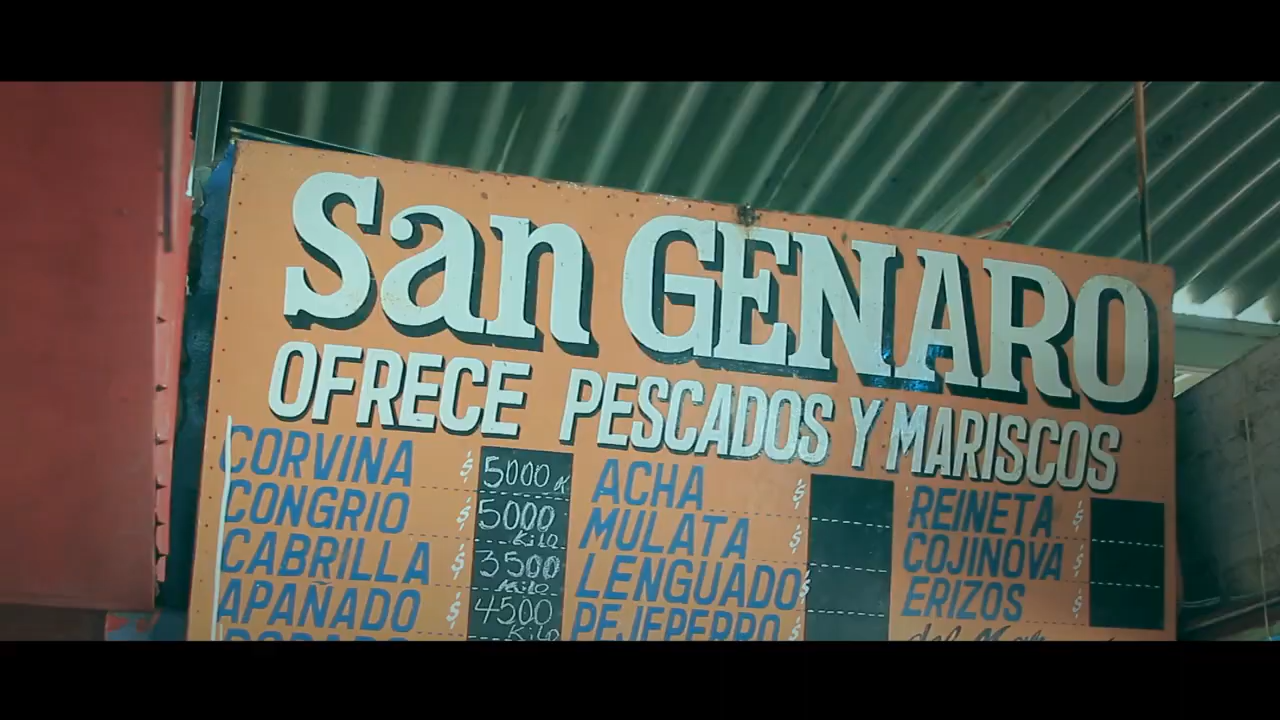 San GENARO
OFRECE PESCADOS Y MARISCOS
CORVINA $ 5000 K
CONGRIO $ 5000 Kilo
CABRILLA $ 3500 Kilo
APAÑADO $ 4500 Kilo
ACHA $
MULATA $
LENGUADO $
PEJEPERRO $
REINETA $
COJINOVA $
ERIZOS $